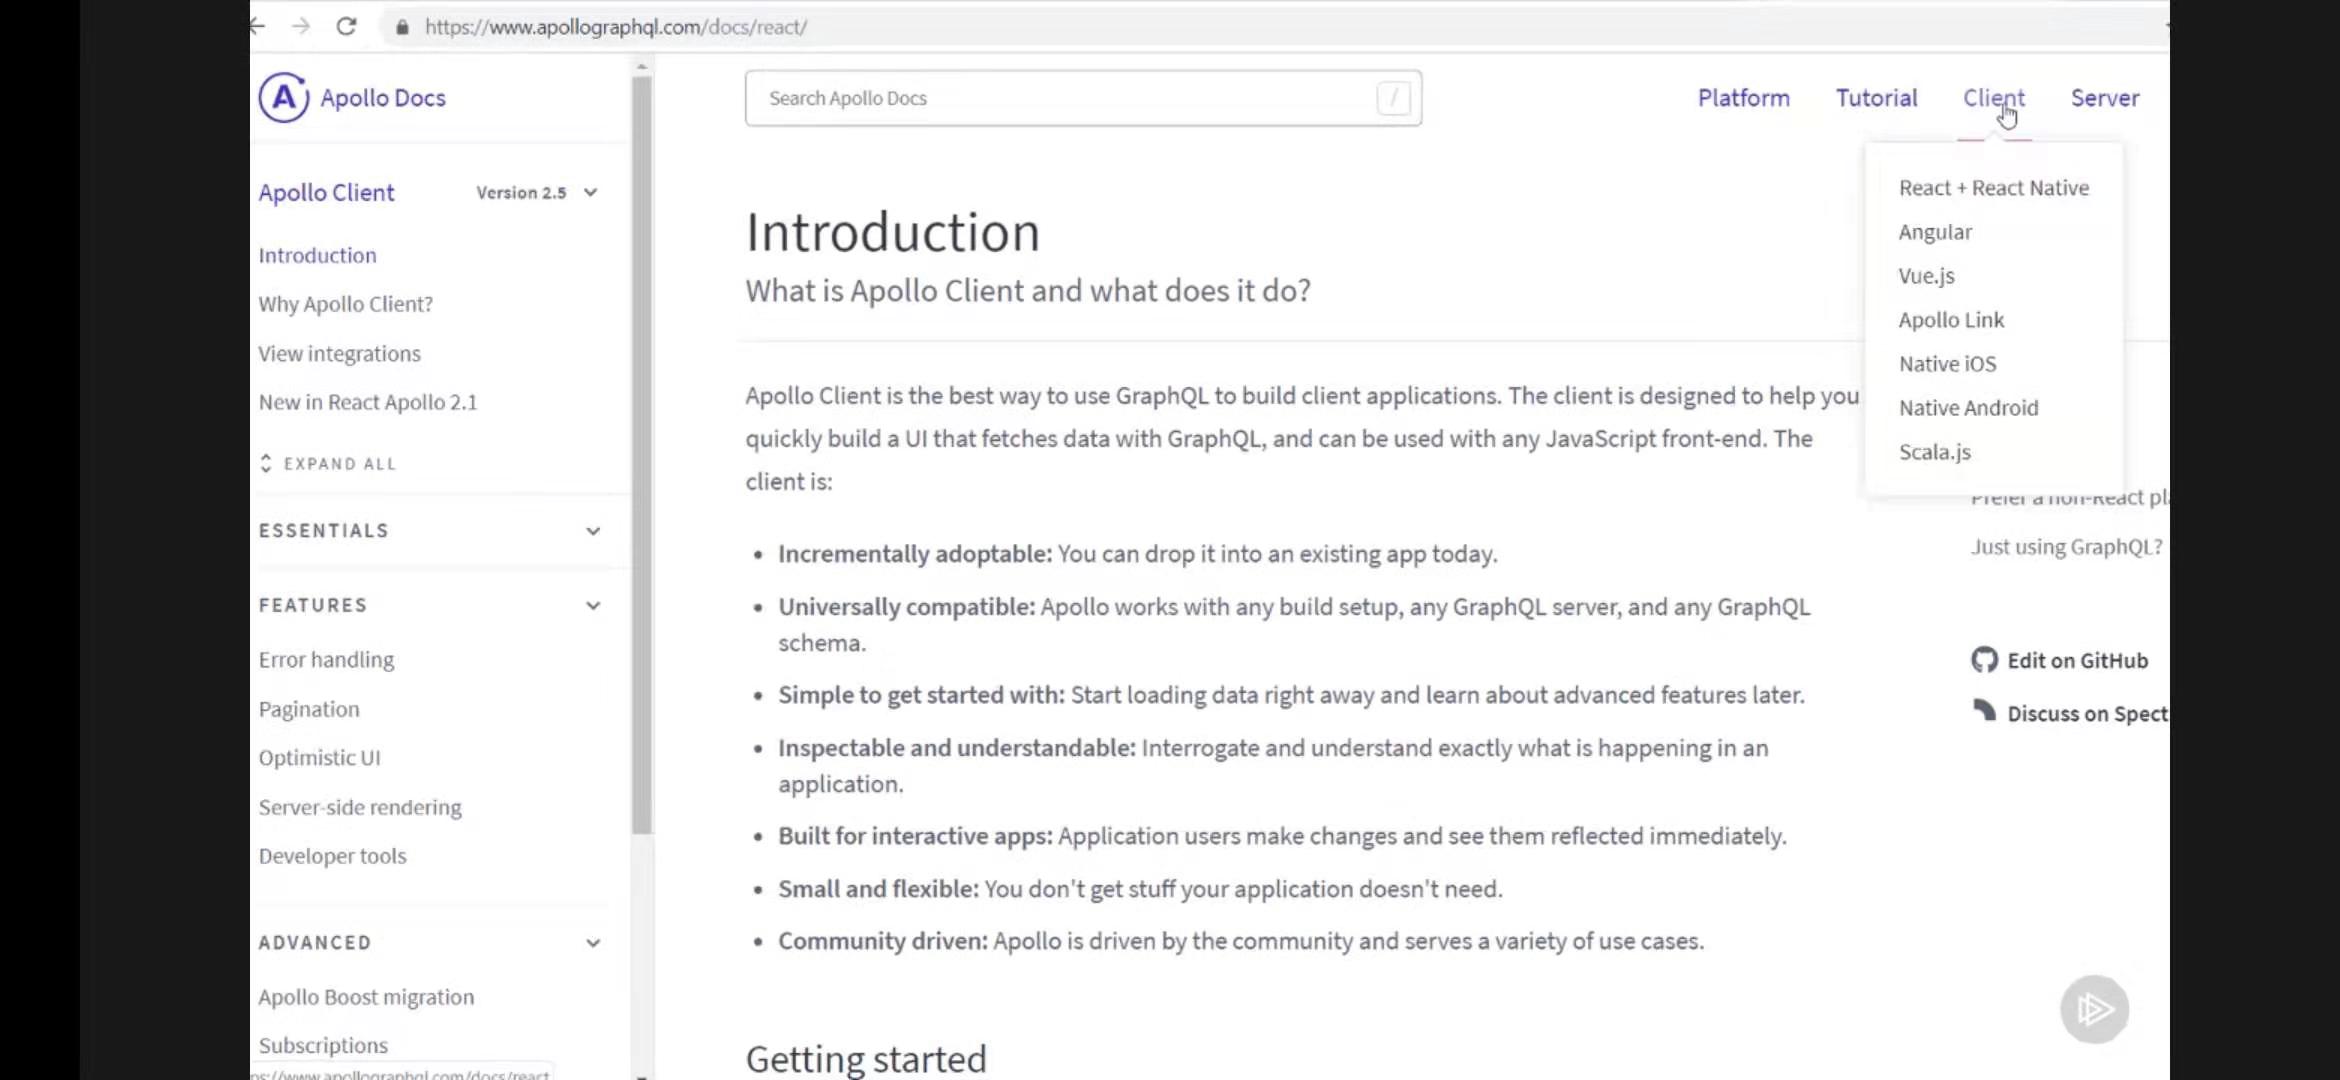 https://www.apollographql.com/docs/react/
Apollo Docs
Search Apollo Docs
/
Platform
Tutorial
Client
Server
React + React Native
Angular
Vue.js
Apollo Link
Native iOS
Native Android
Scala.js
Apollo Client
Version 2.5
Introduction
Why Apollo Client?
View integrations
New in React Apollo 2.1
EXPAND ALL
ESSENTIALS
FEATURES
Error handling
Pagination
Optimistic UI
Server-side rendering
Developer tools
ADVANCED
Apollo Boost migration
Subscriptions
ps://www.apollographql.com/docs/react
Introduction
What is Apollo Client and what does it do?
Apollo Client is the best way to use GraphQL to build client applications. The client is designed to help you
quickly build a UI that fetches data with GraphQL, and can be used with any JavaScript front-end. The
client is:
• Incrementally adoptable: You can drop it into an existing app today.
• Universally compatible: Apollo works with any build setup, any GraphQL server, and any GraphQL
schema.
• Simple to get started with: Start loading data right away and learn about advanced features later.
• Inspectable and understandable: Interrogate and understand exactly what is happening in an
application.
• Built for interactive apps: Application users make changes and see them reflected immediately.
• Small and flexible: You don't get stuff your application doesn't need.
• Community driven: Apollo is driven by the community and serves a variety of use cases.
Getting started
Prefer a non-React pl
Just using GraphQL?
Edit on GitHub
Discuss on Spect